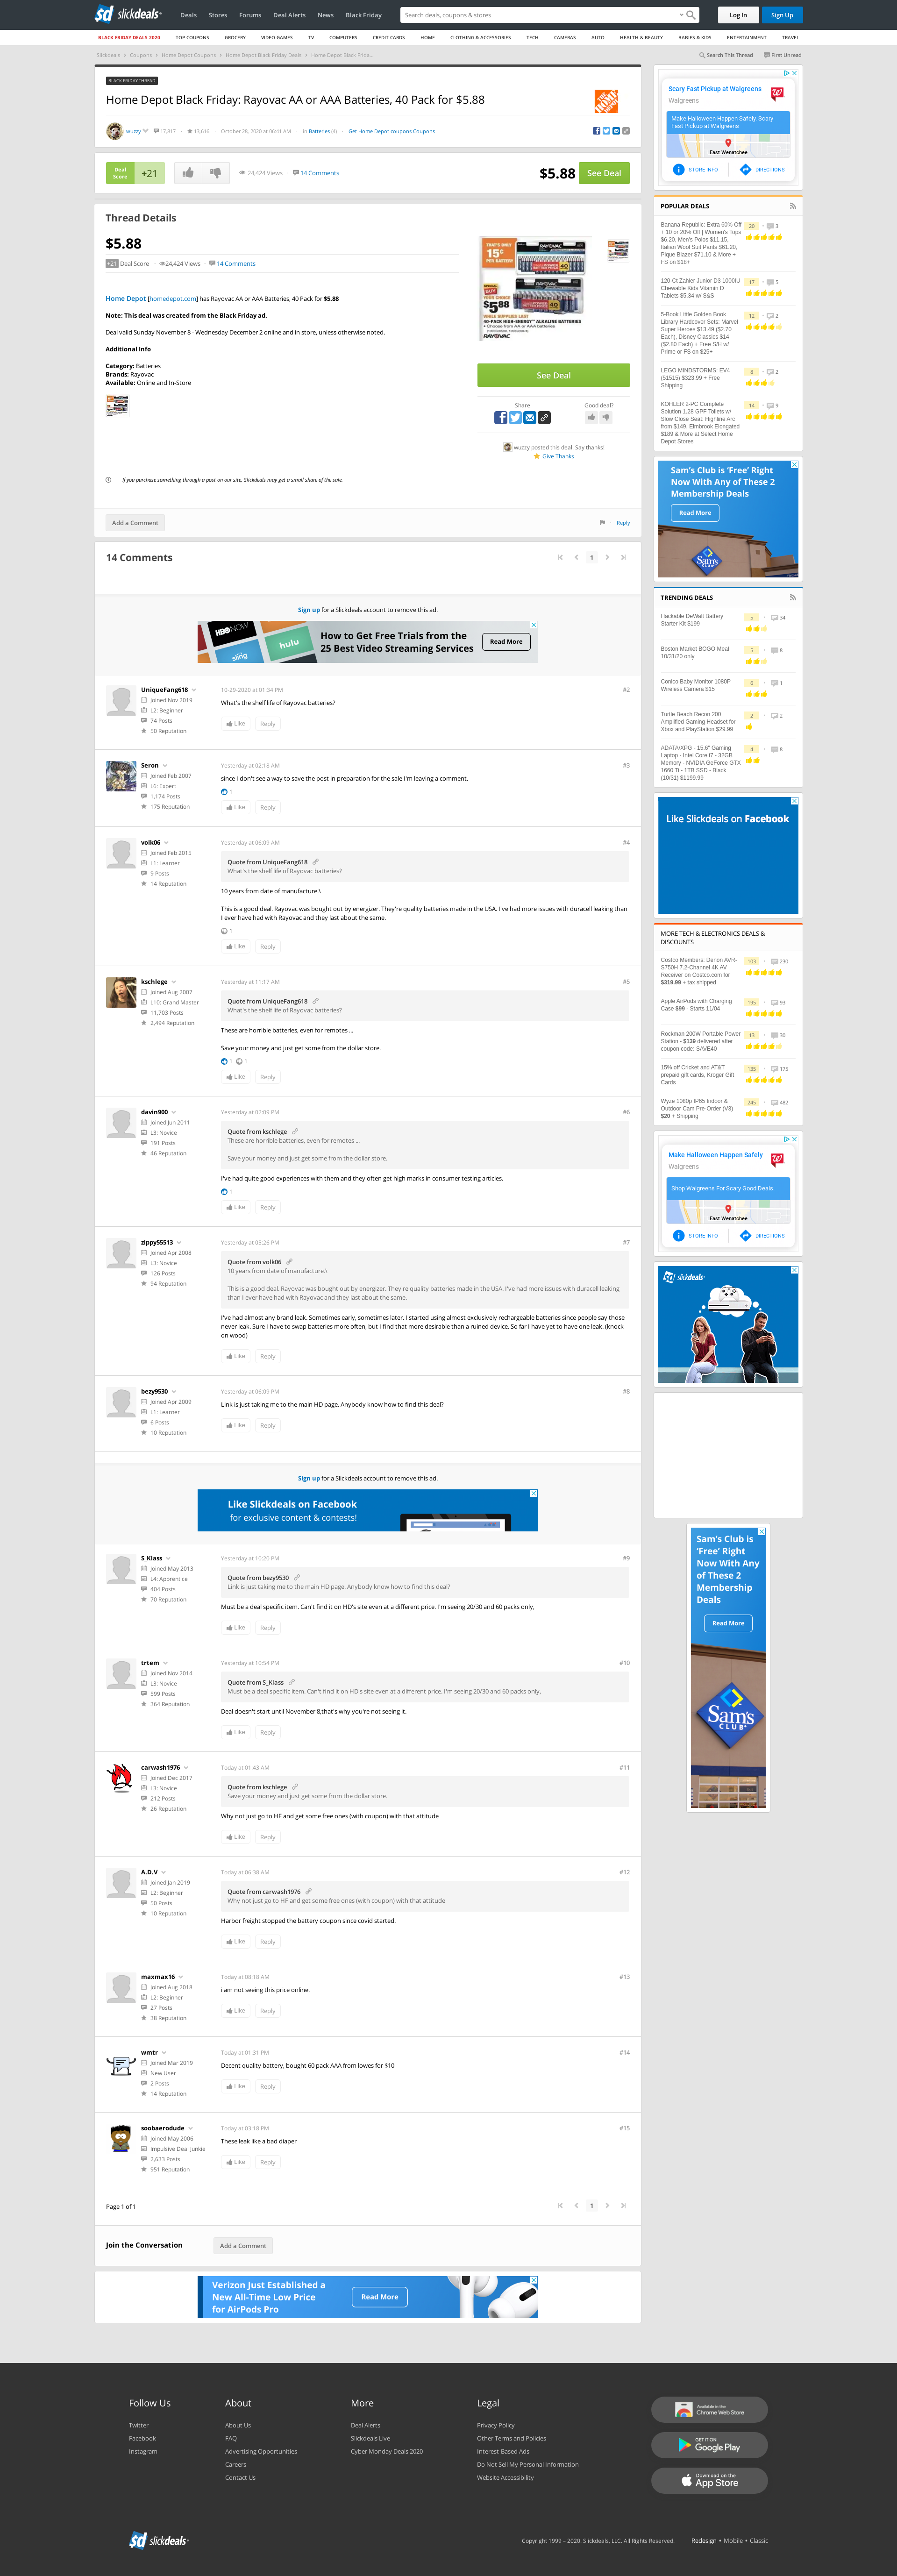 slickdeals
Deals
Stores
Forums
Deal Alerts
News
Black Friday
Search deals, coupons & stores
Log In
Sign Up
BLACK FRIDAY DEALS 2020
TOP COUPONS
GROCERY
VIDEO GAMES
TV
COMPUTERS
CREDIT CARDS
HOME
CLOTHING & ACCESSORIES
TECH
CAMERAS
AUTO
HEALTH & BEAUTY
BABIES & KIDS
ENTERTAINMENT
TRAVEL
Slickdeals > Coupons > Home Depot Coupons > Home Depot Black Friday Deals > Home Depot Black Frida...
Search This Thread
First Unread
BLACK FRIDAY THREAD
Home Depot Black Friday: Rayovac AA or AAA Batteries, 40 Pack for $5.88
wuzzy
17,817
13,616
October 28, 2020 at 06:41 AM
in Batteries (4)
Get Home Depot coupons Coupons
Deal Score
+21
24,424 Views
14 Comments
$5.88
See Deal
Thread Details
$5.88
+21 Deal Score
24,424 Views
14 Comments
Home Depot [homedepot.com] has Rayovac AA or AAA Batteries, 40 Pack for $5.88
Note: This deal was created from the Black Friday ad.
Deal valid Sunday November 8 - Wednesday December 2 online and in store, unless otherwise noted.
Additional Info
Category: Batteries
Brands: Rayovac
Available: Online and In-Store
THAT'S ONLY
15¢
PER BATTERY
BUY
$5.88
WHILE SUPPLIES LAST
40-PACK HIGH-ENERGY™ ALKALINE BATTERIES
• Choose from AA or AAA batteries
RAYOVAC
See Deal
Share
Good deal?
wuzzy posted this deal. Say thanks!
Give Thanks
If you purchase something through a post on our site, Slickdeals may get a small share of the sale.
Add a Comment
Reply
14 Comments
1
Sign up for a Slickdeals account to remove this ad.
HBO NOW
sling
hulu
How to Get Free Trials from the
25 Best Video Streaming Services
Read More
UniqueFang618
Joined Nov 2019
L2: Beginner
74 Posts
50 Reputation
10-29-2020 at 01:34 PM
#2
What's the shelf life of Rayovac batteries?
Like
Reply
Seron
Joined Feb 2007
L6: Expert
1,174 Posts
175 Reputation
Yesterday at 02:18 AM
#3
since I don't see a way to save the post in preparation for the sale I'm leaving a comment.
1
Like
Reply
volk06
Joined Feb 2015
L1: Learner
9 Posts
14 Reputation
Yesterday at 06:09 AM
#4
Quote from UniqueFang618
What's the shelf life of Rayovac batteries?
10 years from date of manufacture.\
This is a good deal. Rayovac was bought out by energizer. They're quality batteries made in the USA. I've had more issues with duracell leaking than
I ever have had with Rayovac and they last about the same.
1
Like
Reply
kschlege
Joined Aug 2007
L10: Grand Master
11,703 Posts
2,494 Reputation
Yesterday at 11:17 AM
#5
Quote from UniqueFang618
What's the shelf life of Rayovac batteries?
These are horrible batteries, even for remotes ...
Save your money and just get some from the dollar store.
1
1
Like
Reply
davin900
Joined Jun 2011
L3: Novice
191 Posts
46 Reputation
Yesterday at 02:09 PM
#6
Quote from kschlege
These are horrible batteries, even for remotes ...
Save your money and just get some from the dollar store.
I've had quite good experiences with them and they often get high marks in consumer testing articles.
1
Like
Reply
zippy55513
Joined Apr 2008
L3: Novice
126 Posts
94 Reputation
Yesterday at 05:26 PM
#7
Quote from volk06
10 years from date of manufacture.\
This is a good deal. Rayovac was bought out by energizer. They're quality batteries made in the USA. I've had more issues with duracell leaking
than I ever have had with Rayovac and they last about the same.
I've had almost any brand leak. Sometimes early, sometimes later. I started using almost exclusively rechargeable batteries since people say those
never leak. Sure I have to swap batteries more often, but I find that more desirable than a ruined device. So far I have yet to have one leak. (knock
on wood)
Like
Reply
bezy9530
Joined Apr 2009
L1: Learner
6 Posts
10 Reputation
Yesterday at 06:09 PM
#8
Link is just taking me to the main HD page. Anybody know how to find this deal?
Like
Reply
Sign up for a Slickdeals account to remove this ad.
Like Slickdeals on Facebook
for exclusive content & contests!
S_Klass
Joined May 2013
L4: Apprentice
404 Posts
70 Reputation
Yesterday at 10:20 PM
#9
Quote from bezy9530
Link is just taking me to the main HD page. Anybody know how to find this deal?
Must be a deal specific item. Can't find it on HD's site even at a different price. I'm seeing 20/30 and 60 packs only,
Like
Reply
trtem
Joined Nov 2014
L3: Novice
599 Posts
364 Reputation
Yesterday at 10:54 PM
#10
Quote from S_Klass
Must be a deal specific item. Can't find it on HD's site even at a different price. I'm seeing 20/30 and 60 packs only,
Deal doesn't start until November 8,that's why you're not seeing it.
Like
Reply
carwash1976
Joined Dec 2017
L3: Novice
212 Posts
26 Reputation
Today at 01:43 AM
#11
Quote from kschlege
Save your money and just get some from the dollar store.
Why not just go to HF and get some free ones (with coupon) with that attitude
Like
Reply
A.D.V
Joined Jan 2019
L2: Beginner
50 Posts
10 Reputation
Today at 06:38 AM
#12
Quote from carwash1976
Why not just go to HF and get some free ones (with coupon) with that attitude
Harbor freight stopped the battery coupon since covid started.
Like
Reply
maxmax16
Joined Aug 2018
L2: Beginner
27 Posts
38 Reputation
Today at 08:18 AM
#13
i am not seeing this price online.
Like
Reply
wmtr
Joined Mar 2019
New User
2 Posts
14 Reputation
Today at 01:31 PM
#14
Decent quality battery, bought 60 pack AAA from lowes for $10
Like
Reply
soobaerodude
Joined May 2006
Impulsive Deal Junkie
2,633 Posts
951 Reputation
Today at 03:18 PM
#15
These leak like a bad diaper
Like
Reply
Page 1 of 1
1
Join the Conversation
Add a Comment
Verizon Just Established a
New All-Time Low Price
for AirPods Pro
Read More
Scary Fast Pickup at Walgreens
Walgreens
Make Halloween Happen Safely. Scary
Fast Pickup at Walgreens
East Wenatchee
STORE INFO
DIRECTIONS
POPULAR DEALS
Banana Republic: Extra 60% Off
+ 10 or 20% Off | Women's Tops
$6.20, Men's Polos $11.15,
Italian Wool Suit Pants $61.20,
Pique Blazer $71.10 & More +
FS on $18+
20
3
120-Ct Zahler Junior D3 1000IU
Chewable Kids Vitamin D
Tablets $5.34 w/ S&S
17
5
5-Book Little Golden Book
Library Hardcover Sets: Marvel
Super Heroes $13.49 ($2.70
Each), Disney Classics $14
($2.80 Each) + Free S/H w/
Prime or FS on $25+
12
2
LEGO MINDSTORMS: EV4
(51515) $323.99 + Free
Shipping
8
2
KOHLER 2-PC Complete
Solution 1.28 GPF Toilets w/
Slow Close Seat: Highline Arc
from $149, Elmbrook Elongated
$189 & More at Select Home
Depot Stores
14
9
Sam's Club is 'Free' Right
Now With Any of These 2
Membership Deals
Read More
Sam's
CLUB
TRENDING DEALS
Hackable DeWalt Battery
Starter Kit $199
5
34
Boston Market BOGO Meal
10/31/20 only
5
8
Conico Baby Monitor 1080P
Wireless Camera $15
6
1
Turtle Beach Recon 200
Amplified Gaming Headset for
Xbox and PlayStation $29.99
2
2
ADATA/XPG - 15.6" Gaming
Laptop - Intel Core i7 - 32GB
Memory - NVIDIA GeForce GTX
1660 Ti - 1TB SSD - Black
(10/31) $1199.99
4
8
Like Slickdeals on Facebook
MORE TECH & ELECTRONICS DEALS &
DISCOUNTS
Costco Members: Denon AVR-
S750H 7.2-Channel 4K AV
Receiver on Costco.com for
$319.99 + tax shipped
103
230
Apple AirPods with Charging
Case $99 - Starts 11/04
195
93
Rockman 200W Portable Power
Station - $139 delivered after
coupon code: SAVE40
13
30
15% off Cricket and AT&T
prepaid gift cards, Kroger Gift
Cards
135
175
Wyze 1080p IP65 Indoor &
Outdoor Cam Pre-Order (V3)
$20 + Shipping
245
482
Make Halloween Happen Safely
Walgreens
Shop Walgreens For Scary Good Deals
East Wenatchee
STORE INFO
DIRECTIONS
slickdeals
Sam's Club is
'Free' Right
Now With Any
of These 2
Membership
Deals
Read More
Sam's
CLUB
Follow Us
Twitter
Facebook
Instagram
About
About Us
FAQ
Advertising Opportunities
Careers
Contact Us
More
Deal Alerts
Slickdeals Live
Cyber Monday Deals 2020
Legal
Privacy Policy
Other Terms and Policies
Interest-Based Ads
Do Not Sell My Personal Information
Website Accessibility
Available in the
Chrome Web Store
GET IT ON
Google Play
Download on the
App Store
slickdeals
Copyright 1999 - 2020. Slickdeals, LLC. All Rights Reserved.
Redesign • Mobile • Classic